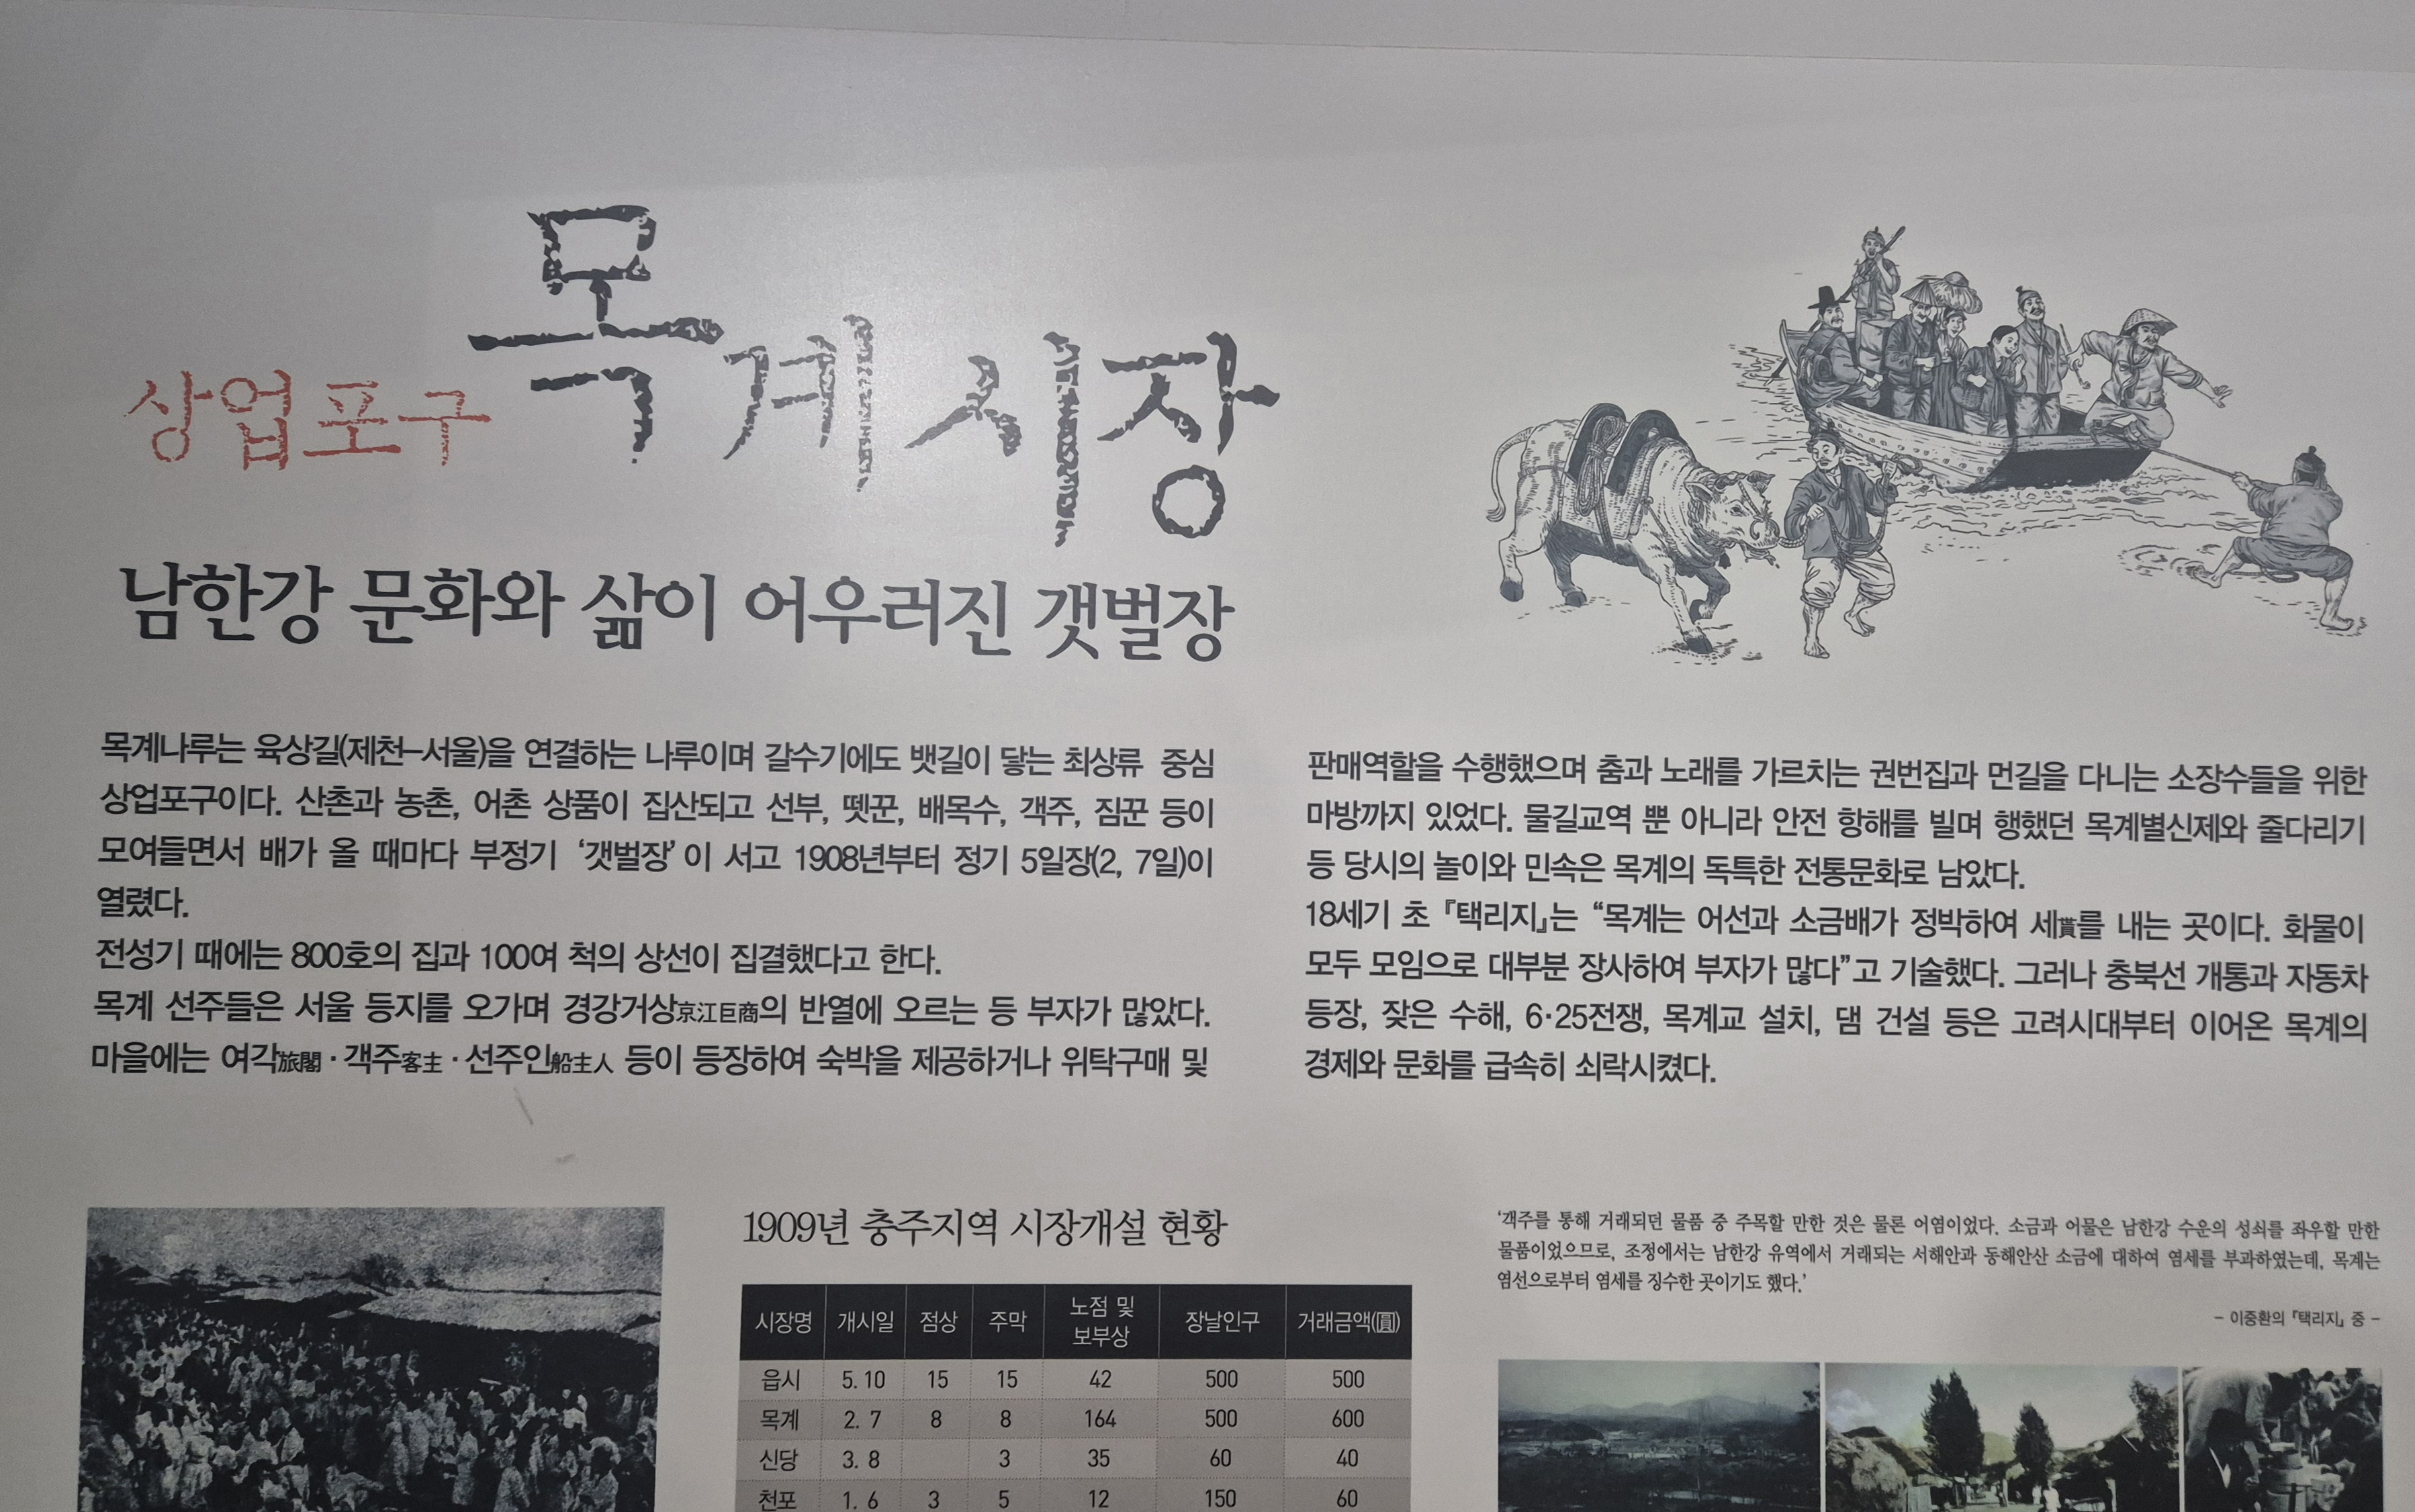 상업포구 목계시장
남한강 문화와 삶이 어우러진 갯벌장
목계나루는 육상길(제천–서울)을 연결하는 나루이며 갈수기에도 뱃길이 닿는 최상류 중심
상업포구이다. 산촌과 농촌, 어촌 상품이 집산되고 선부, 뗏꾼, 배목수, 객주, 짐꾼 등이
모여들면서 배가 올 때마다 부정기 ‘갯벌장’이 서고 1908년부터 정기 5일장(2, 7일)이
열렸다.
전성기 때에는 800호의 집과 100여 척의 상선이 집결했다고 한다.
목계 선주들은 서울 등지를 오가며 경강거상京江巨商의 반열에 오르는 등 부자가 많았다.
마을에는 여각旅閣·객주客主·선주인船主人 등이 등장하여 숙박을 제공하거나 위탁구매 및
판매역할을 수행했으며 춤과 노래를 가르치는 권번집과 먼길을 다니는 소장수들을 위한
마방까지 있었다. 물길교역 뿐 아니라 안전 항해를 빌며 행했던 목계별신제와 줄다리기
등 당시의 놀이와 민속은 목계의 독특한 전통문화로 남았다.
18세기 초 『택리지』는 “목계는 어선과 소금배가 정박하여 세貰를 내는 곳이다. 화물이
모두 모임으로 대부분 장사하여 부자가 많다”고 기술했다. 그러나 충북선 개통과 자동차
등장, 잦은 수해, 6·25전쟁, 목계교 설치, 댐 건설 등은 고려시대부터 이어온 목계의
경제와 문화를 급속히 쇠락시켰다.
1909년 충주지역 시장개설 현황
시장명 개시일 점상 주막 노점 및 보부상 장날인구 거래금액(圓)
읍시 5. 10 15 15 42 500 500
목계 2. 7 8 8 164 500 600
신당 3. 8 3 35 60 40
천포 1. 6 3 5 12 150 60
‘객주를 통해 거래되던 물품 중 주목할 만한 것은 물론 어염이었다. 소금과 어물은 남한강 수운의 성쇠를 좌우할 만한
물품이었으므로, 조정에서는 남한강 유역에서 거래되는 서해안과 동해안산 소금에 대하여 염세를 부과하였는데, 목계는
염선으로부터 염세를 징수한 곳이기도 했다.’
– 이중환의 『택리지』 중 –